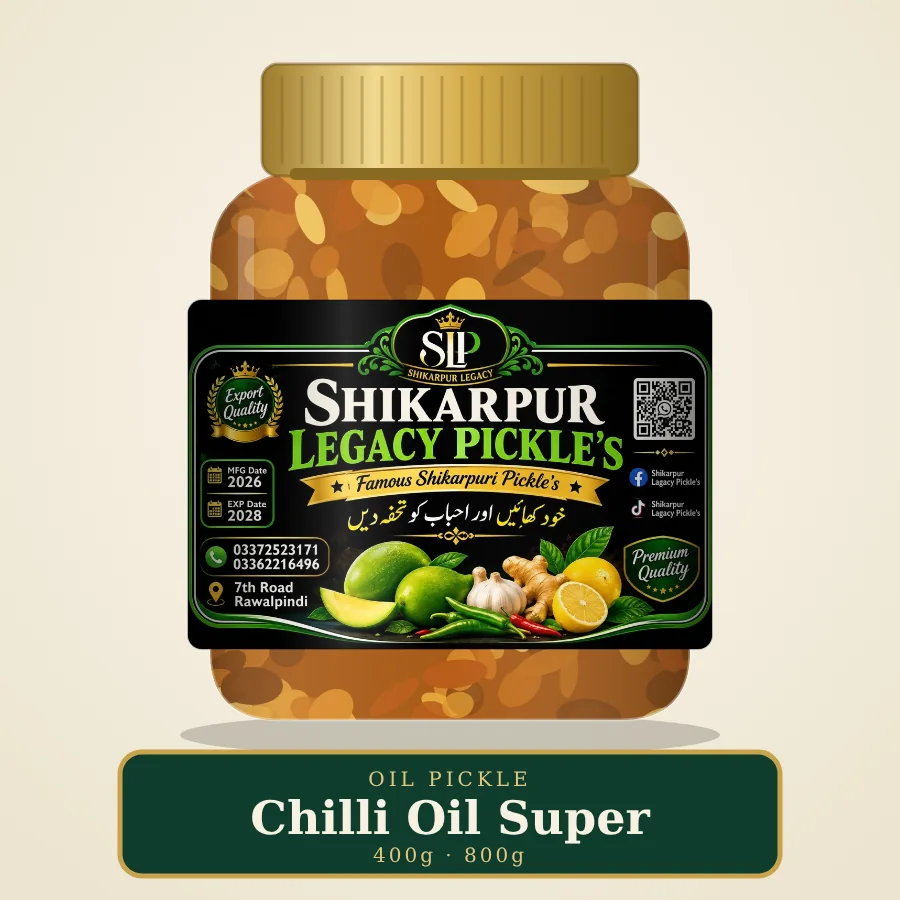 SLP
SHIKARPUR LEGACY
SHIKARPUR
LEGACY PICKLE'S
Famous Shikarpuri Pickle's
خود کھائیں اور احباب کو تحفہ دیں
Export
Quality
MFG Date
2026
EXP Date
2028
03372523171
03362216496
7th Road
Rawalpindi
Shikarpur
Legacy Pickle's
Shikarpur
Legacy Pickle's
Premium
Quality
OIL PICKLE
Chilli Oil Super
400g · 800g